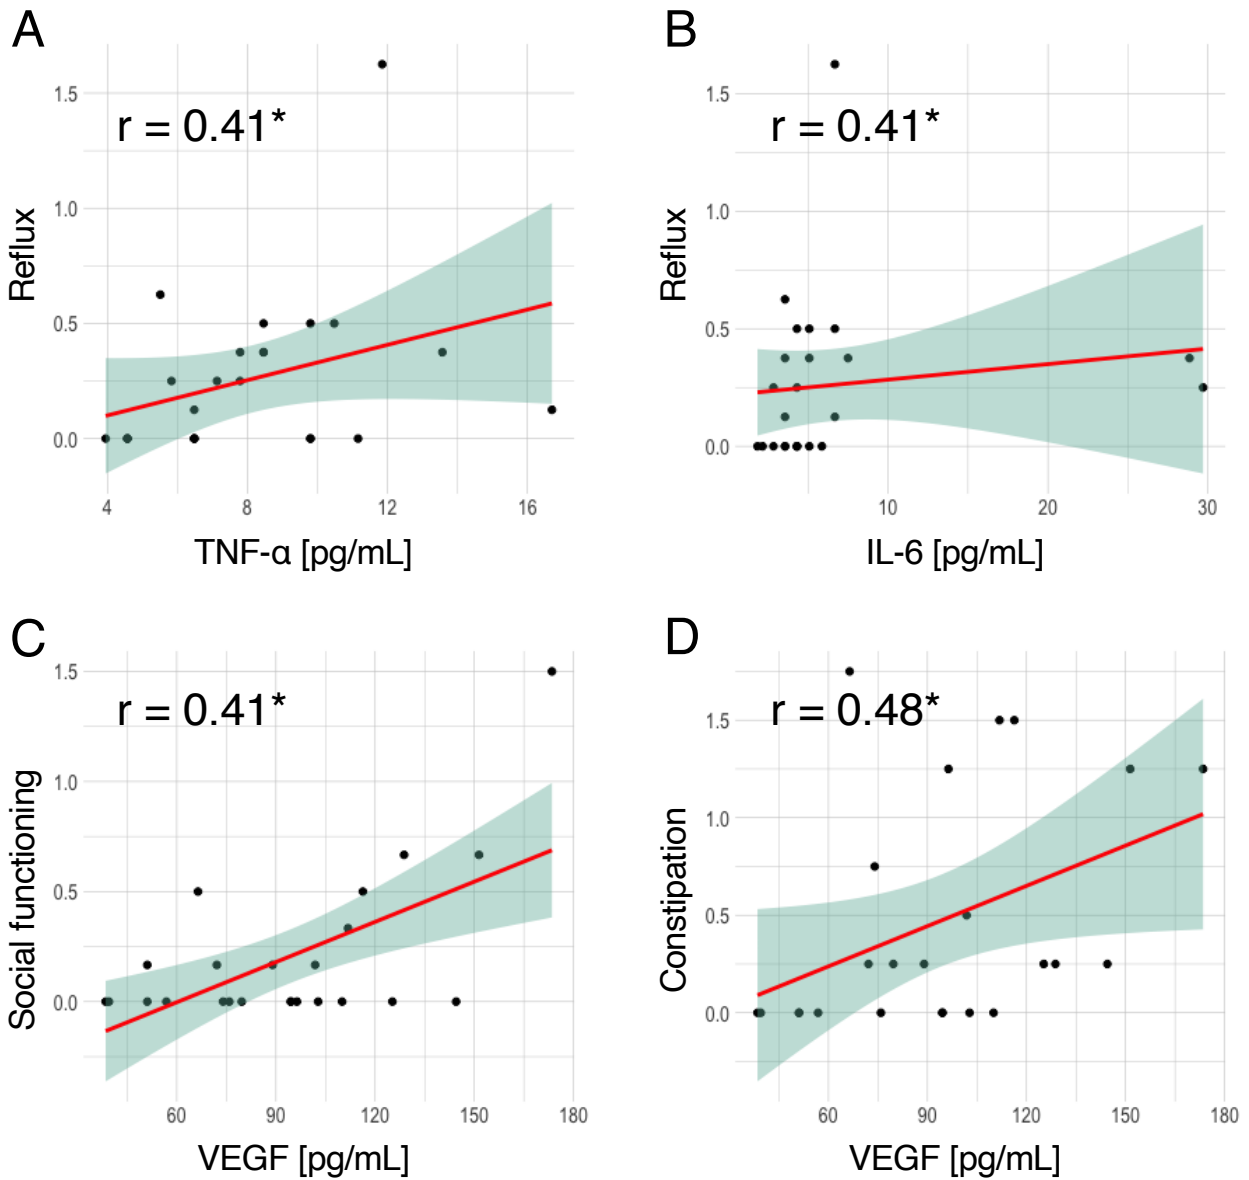 A
r = 0.41*
Reflux
1.5
1.0
0.5
0.0
4 8 12 16
TNF-α [pg/mL]
B
r = 0.41*
Reflux
1.5
1.0
0.5
0.0
10 20 30
IL-6 [pg/mL]
C
r = 0.41*
Social functioning
1.5
1.0
0.5
0.0
60 90 120 150 180
VEGF [pg/mL]
D
r = 0.48*
Constipation
1.5
1.0
0.5
0.0
60 90 120 150 180
VEGF [pg/mL]